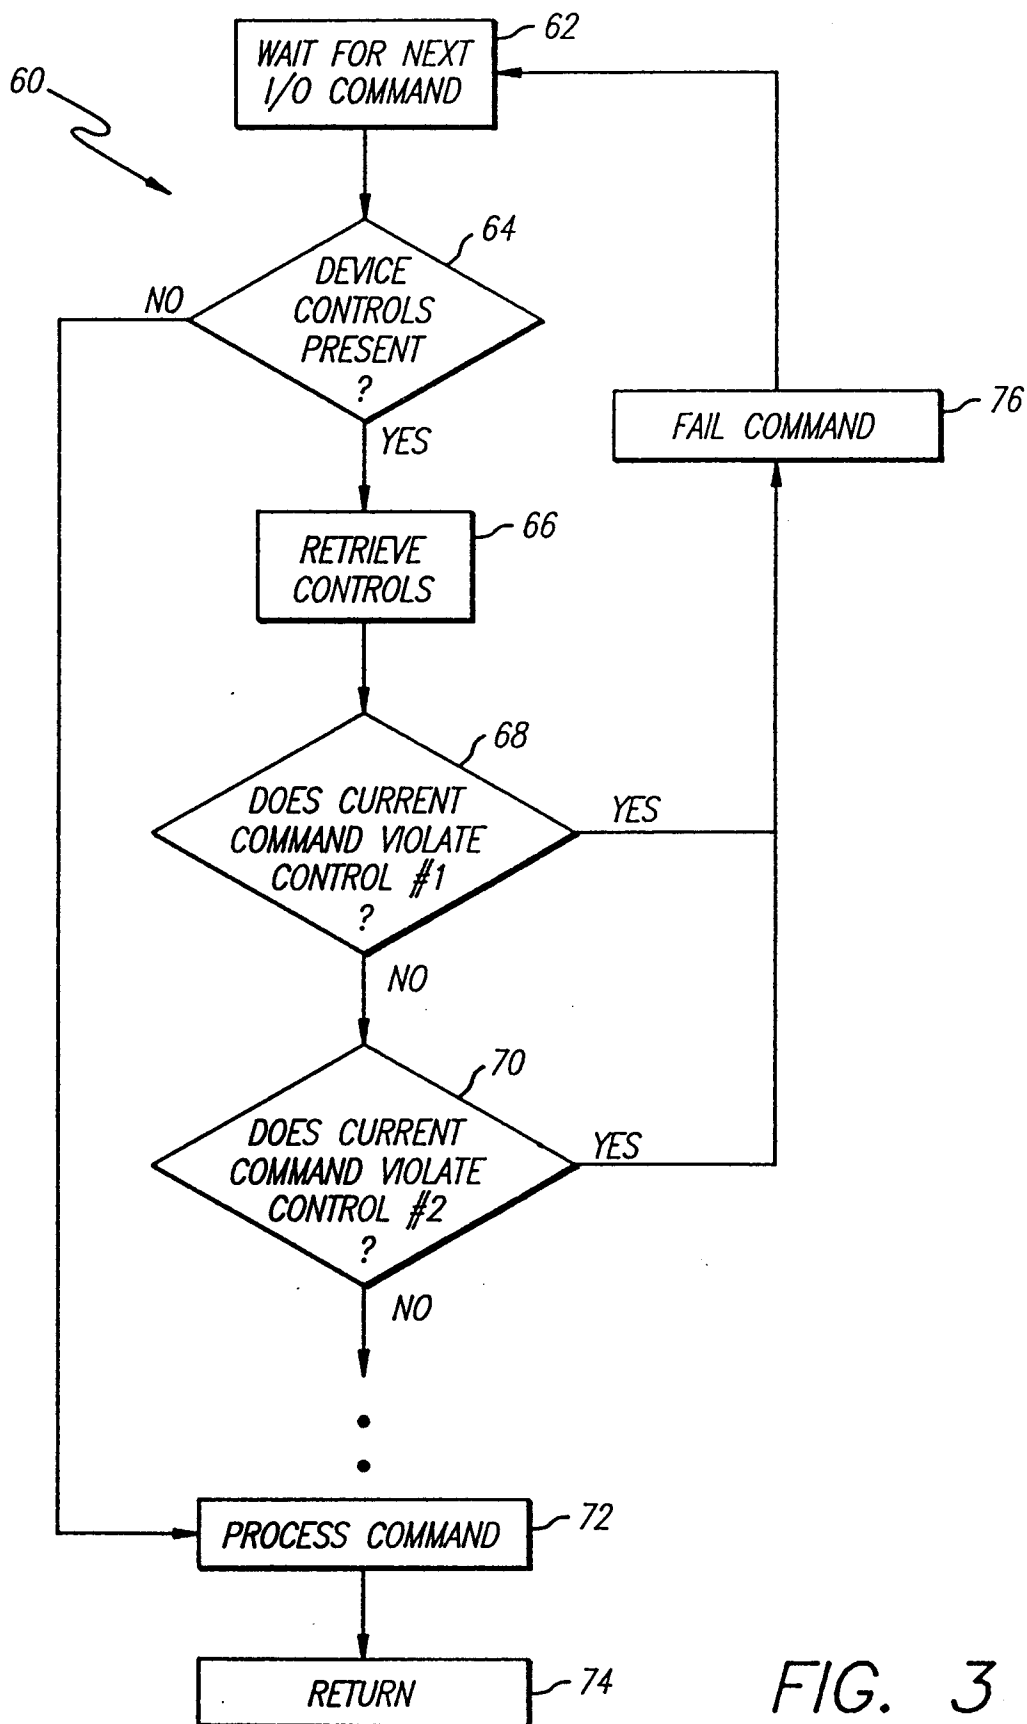 62
WAIT FOR NEXT
I/O COMMAND
60
64
DEVICE
CONTROLS
PRESENT
?
NO
YES
76
FAIL COMMAND
66
RETRIEVE
CONTROLS
68
DOES CURRENT
COMMAND VIOLATE
CONTROL #1
?
YES
NO
70
DOES CURRENT
COMMAND VIOLATE
CONTROL #2
?
YES
NO
72
PROCESS COMMAND
74
RETURN
FIG. 3